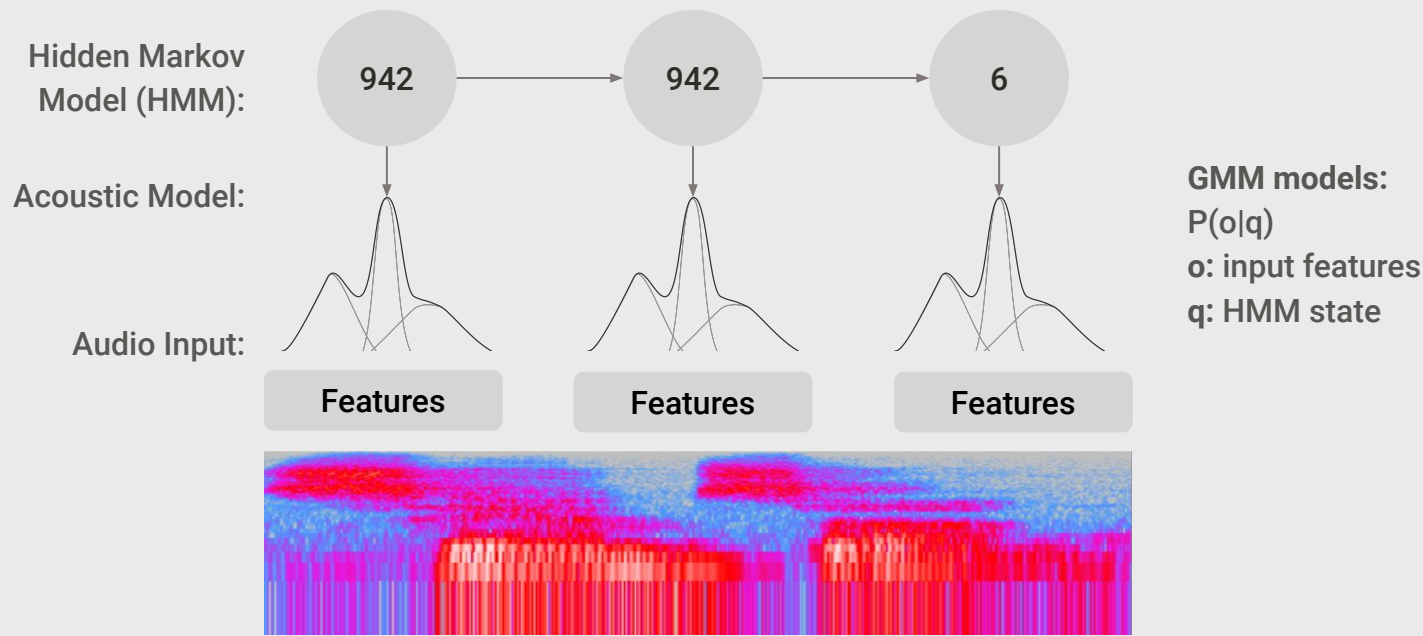 Hidden Markov
Model (HMM):
942
942
6
Acoustic Model:
GMM models:
P(o|q)
o: input features
q: HMM state
Audio Input:
Features
Features
Features